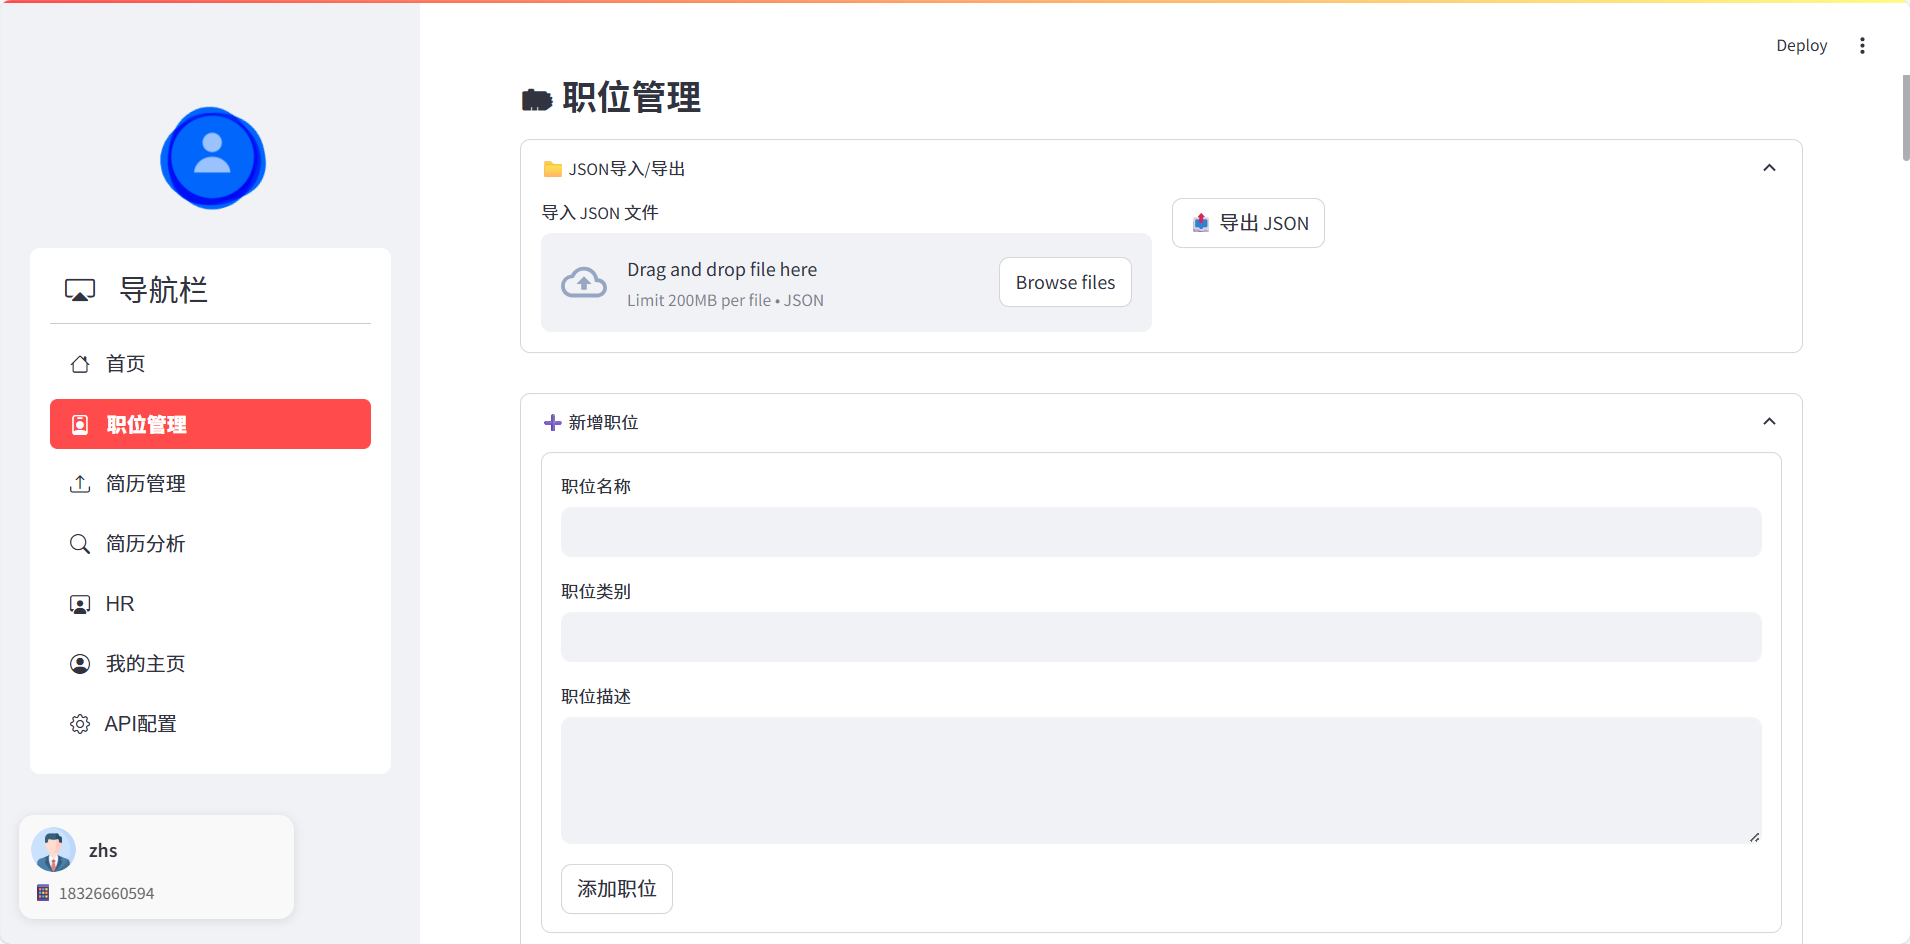 Deploy
导航栏
首页
职位管理
简历管理
简历分析
HR
我的主页
API配置
zhs
18326660594
职位管理
JSON导入/导出
导入 JSON 文件
Drag and drop file here
Limit 200MB per file • JSON
Browse files
导出 JSON
新增职位
职位名称
职位类别
职位描述
添加职位